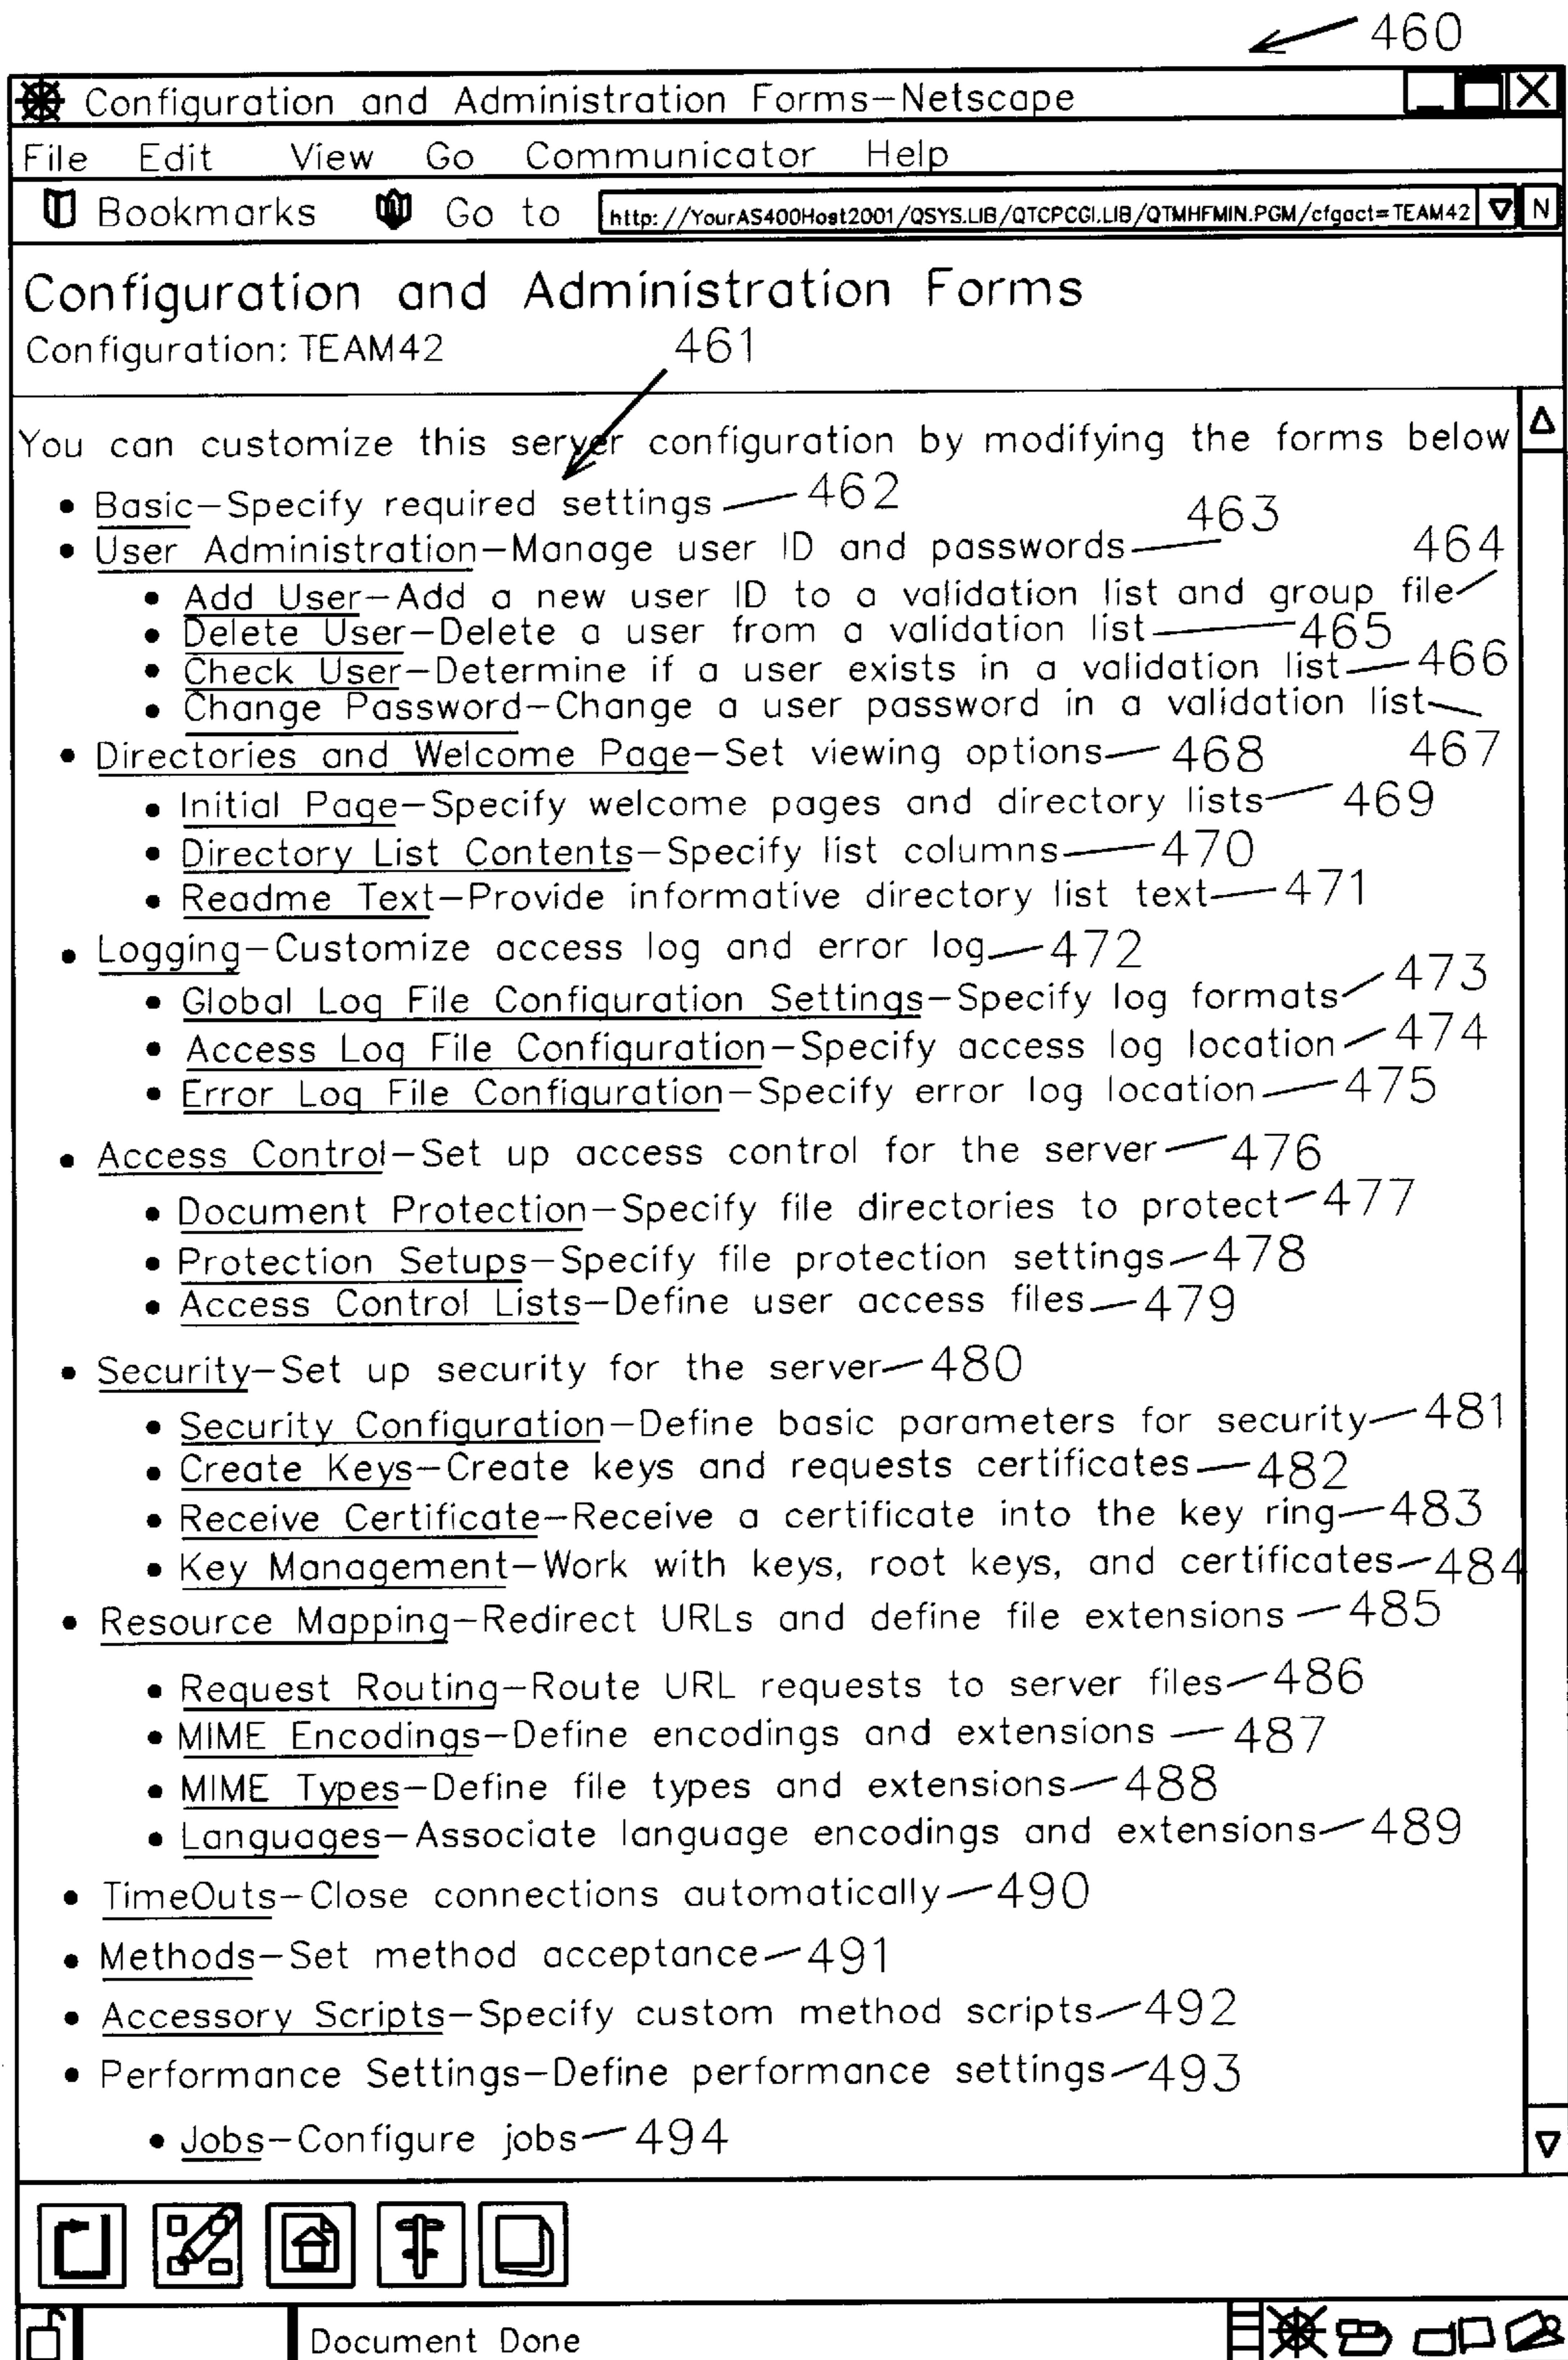 460
Configuration and Administration Forms-Netscape
File Edit View Go Communicator Help
Bookmarks Go to http://YourAS400Host2001/QSYS.LIB/QTCPCGI.LIB/QTMHFMIN.PGM/cfgact=TEAM42 N
Configuration and Administration Forms
Configuration: TEAM42 461
You can customize this server configuration by modifying the forms below
• Basic-Specify required settings 462
• User Administration-Manage user ID and passwords 463
• Add User-Add a new user ID to a validation list and group file 464
• Delete User-Delete a user from a validation list 465
• Check User-Determine if a user exists in a validation list 466
• Change Password-Change a user password in a validation list 467
• Directories and Welcome Page-Set viewing options 468
• Initial Page-Specify welcome pages and directory lists 469
• Directory List Contents-Specify list columns 470
• Readme Text-Provide informative directory list text 471
• Logging-Customize access log and error log 472
• Global Log File Configuration Settings-Specify log formats 473
• Access Log File Configuration-Specify access log location 474
• Error Log File Configuration-Specify error log location 475
• Access Control-Set up access control for the server 476
• Document Protection-Specify file directories to protect 477
• Protection Setups-Specify file protection settings 478
• Access Control Lists-Define user access files 479
• Security-Set up security for the server 480
• Security Configuration-Define basic parameters for security 481
• Create Keys-Create keys and requests certificates 482
• Receive Certificate-Receive a certificate into the key ring 483
• Key Management-Work with keys, root keys, and certificates 484
• Resource Mapping-Redirect URLs and define file extensions 485
• Request Routing-Route URL requests to server files 486
• MIME Encodings-Define encodings and extensions 487
• MIME Types-Define file types and extensions 488
• Languages-Associate language encodings and extensions 489
• TimeOuts-Close connections automatically 490
• Methods-Set method acceptance 491
• Accessory Scripts-Specify custom method scripts 492
• Performance Settings-Define performance settings 493
• Jobs-Configure jobs 494
Document Done